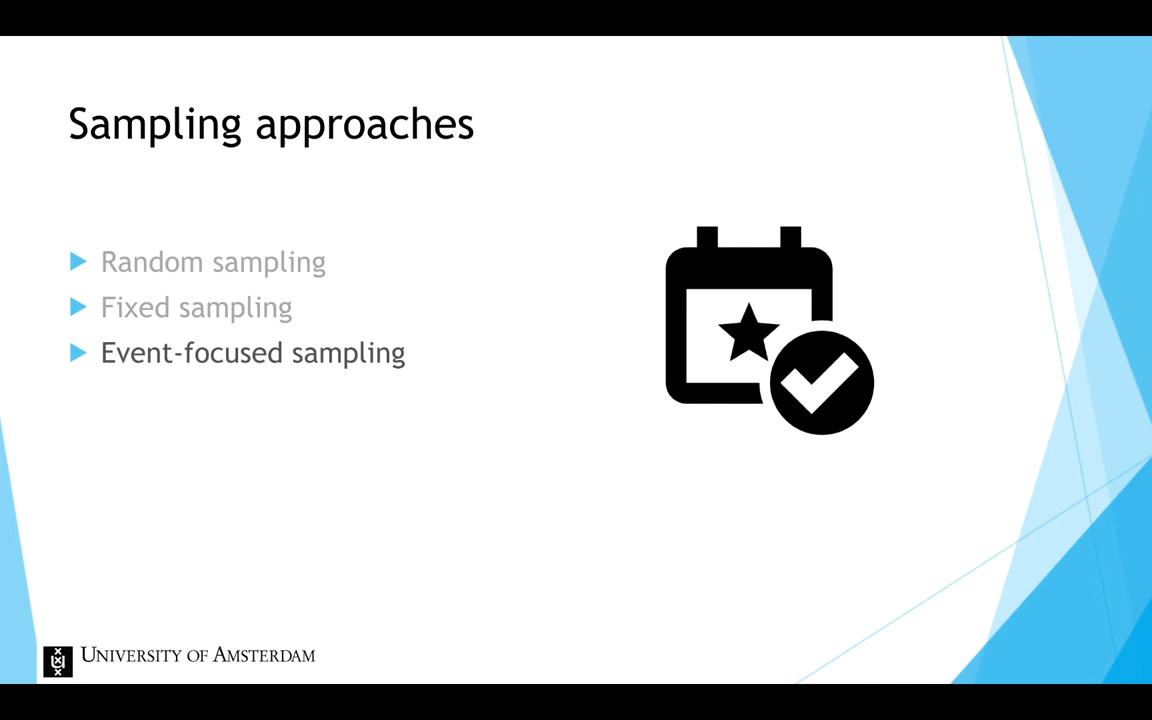 Sampling approaches
Random sampling
Fixed sampling
Event-focused sampling
University of Amsterdam